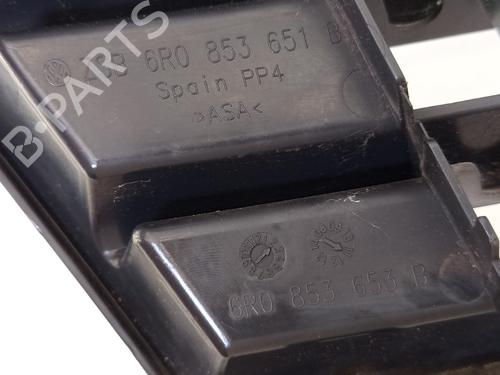 6R0 853 651 B
Spain PP4
>ASA<
6R0 853 653 B
B-PARTS